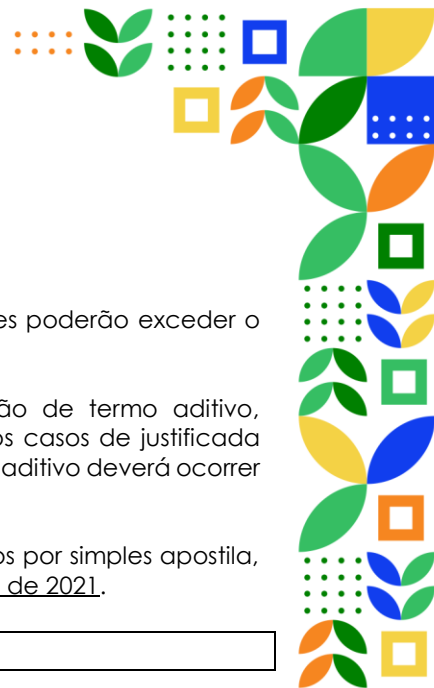 es poderão exceder o
ão de termo aditivo,
os casos de justificada
aditivo deverá ocorrer
os por simples apostila,
de 2021.